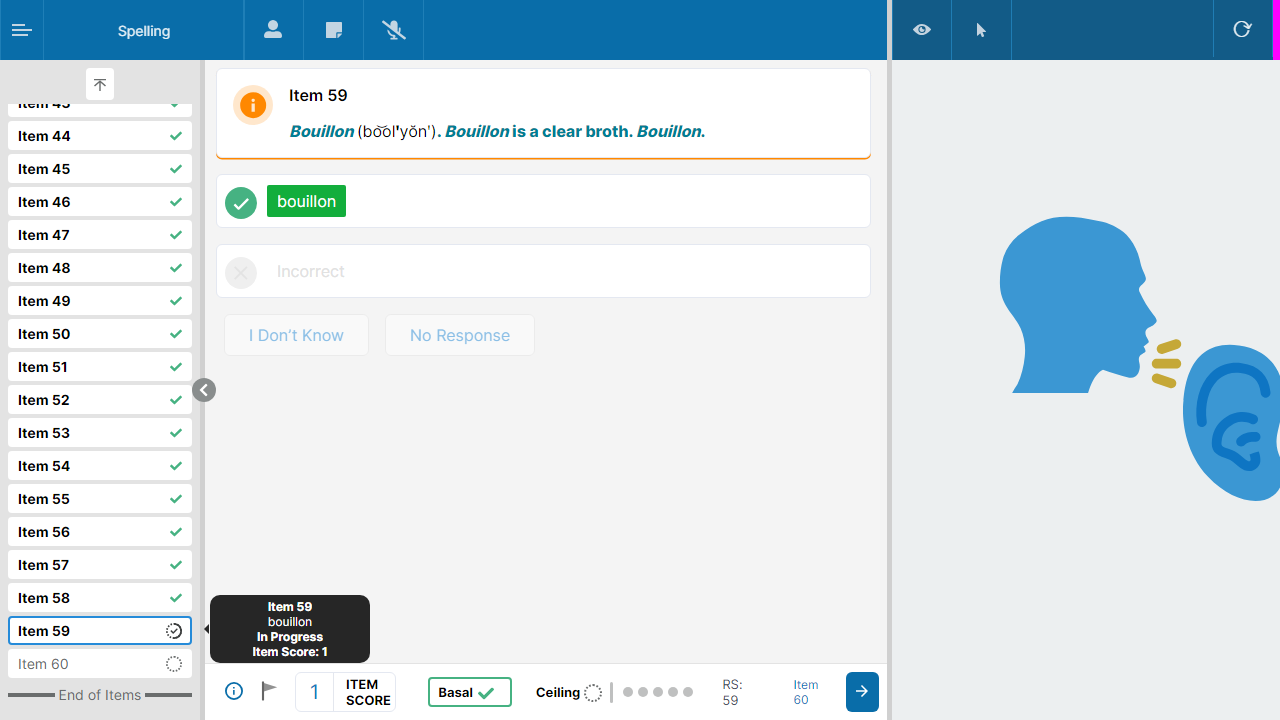 Spelling
Item 43
Item 44
Item 45
Item 46
Item 47
Item 48
Item 49
Item 50
Item 51
Item 52
Item 53
Item 54
Item 55
Item 56
Item 57
Item 58
Item 59
Item 60
End of Items
Item 59
Bouillon (bo͝ol'yŏn'). Bouillon is a clear broth. Bouillon.
bouillon
Incorrect
I Don't Know
No Response
Item 59
bouillon
In Progress
Item Score: 1
1
ITEM
SCORE
Basal
Ceiling
RS:
59
Item
60